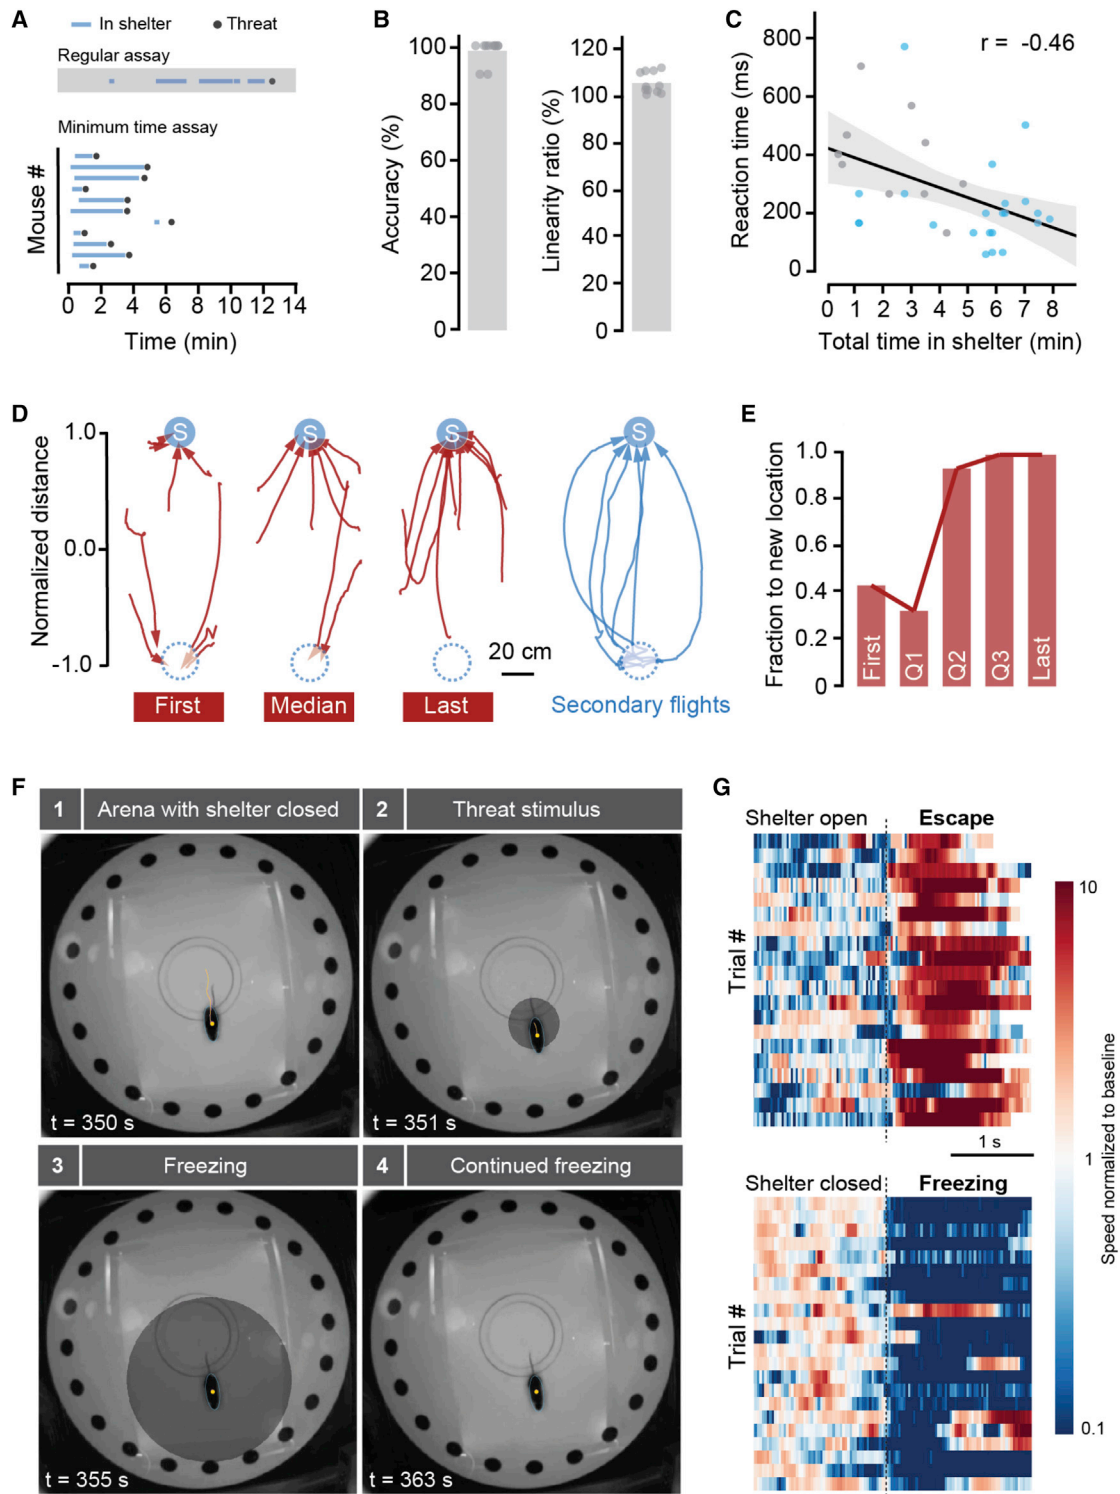 A
In shelter
Threat
Regular assay
Minimum time assay
Mouse #
0 2 4 6 8 10 12 14
Time (min)
B
100
80
60
40
20
0
Accuracy (%)
120
100
80
60
40
20
0
Linearity ratio (%)
C
r = -0.46
800
600
400
200
0
Reaction time (ms)
0 1 2 3 4 5 6 7 8
Total time in shelter (min)
D
1.0
0.0
-1.0
Normalized distance
S
S
S
S
20 cm
First
Median
Last
Secondary flights
E
1.0
0.8
0.6
0.4
0.2
0
Fraction to new location
First
Q1
Q2
Q3
Last
F
1 Arena with shelter closed
t = 350 s
2 Threat stimulus
t = 351 s
3 Freezing
t = 355 s
4 Continued freezing
t = 363 s
G
Shelter open
Escape
Trial #
1 s
Shelter closed
Freezing
Trial #
10
1
0.1
Speed normalized to baseline